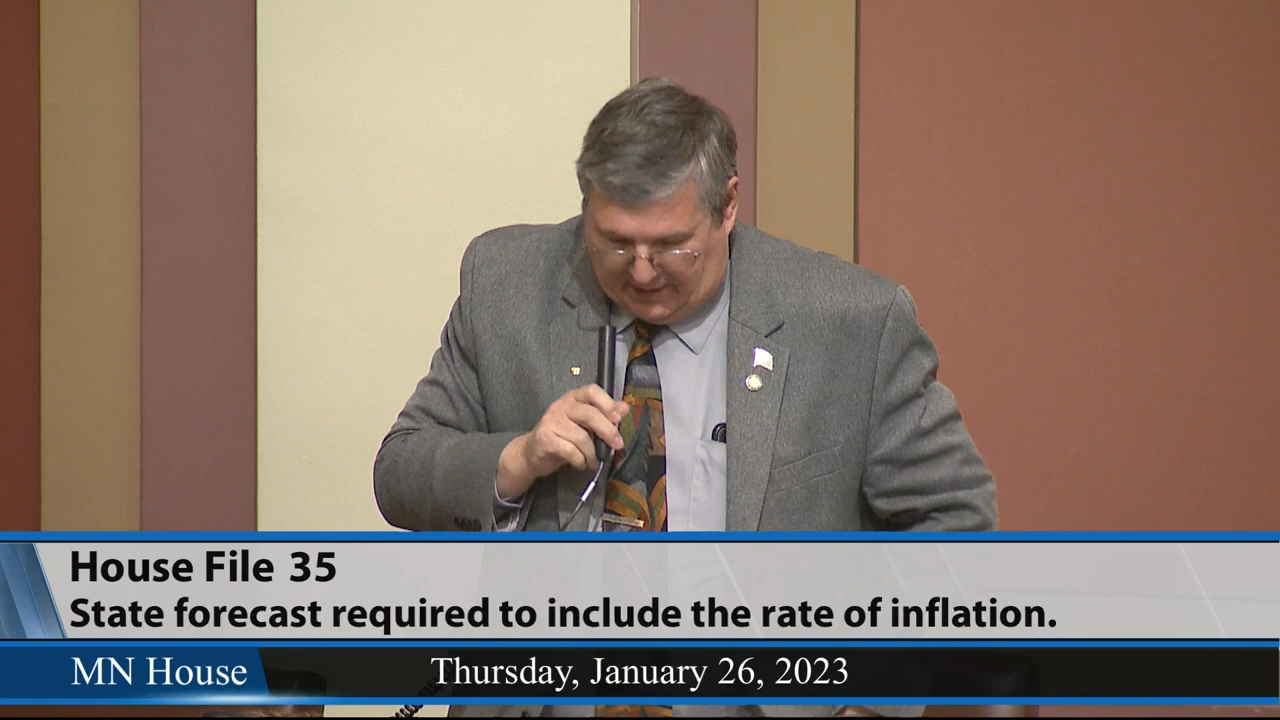 House File 35
State forecast required to include the rate of inflation.
MN House
Thursday, January 26, 2023